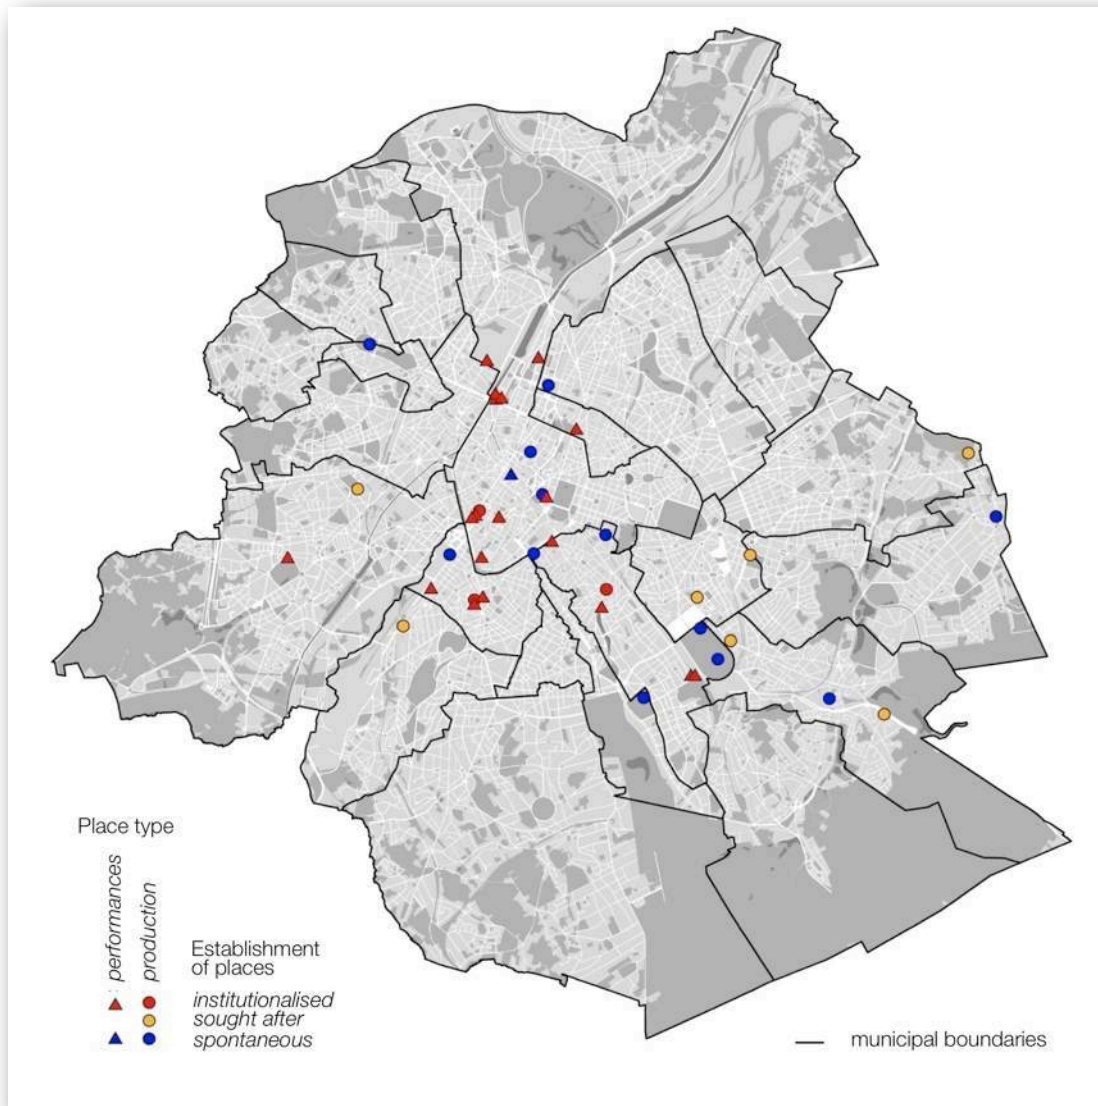 Place type
performances
production
Establishment
of places
institutionalised
sought after
spontaneous
municipal boundaries